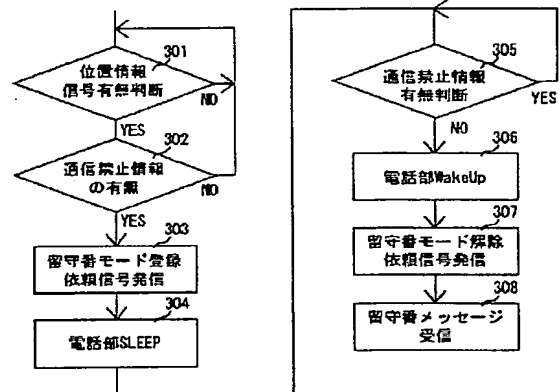 301
位置情報
信号有無判断
NO
YES
302
通信禁止情報
の有無
NO
YES
303
留守番モード登録
依頼信号発信
304
電話部SLEEP
305
通信禁止情報
有無判断
YES
NO
306
電話部WakeUp
307
留守番モード解除
依頼信号発信
308
留守番メッセージ
受信